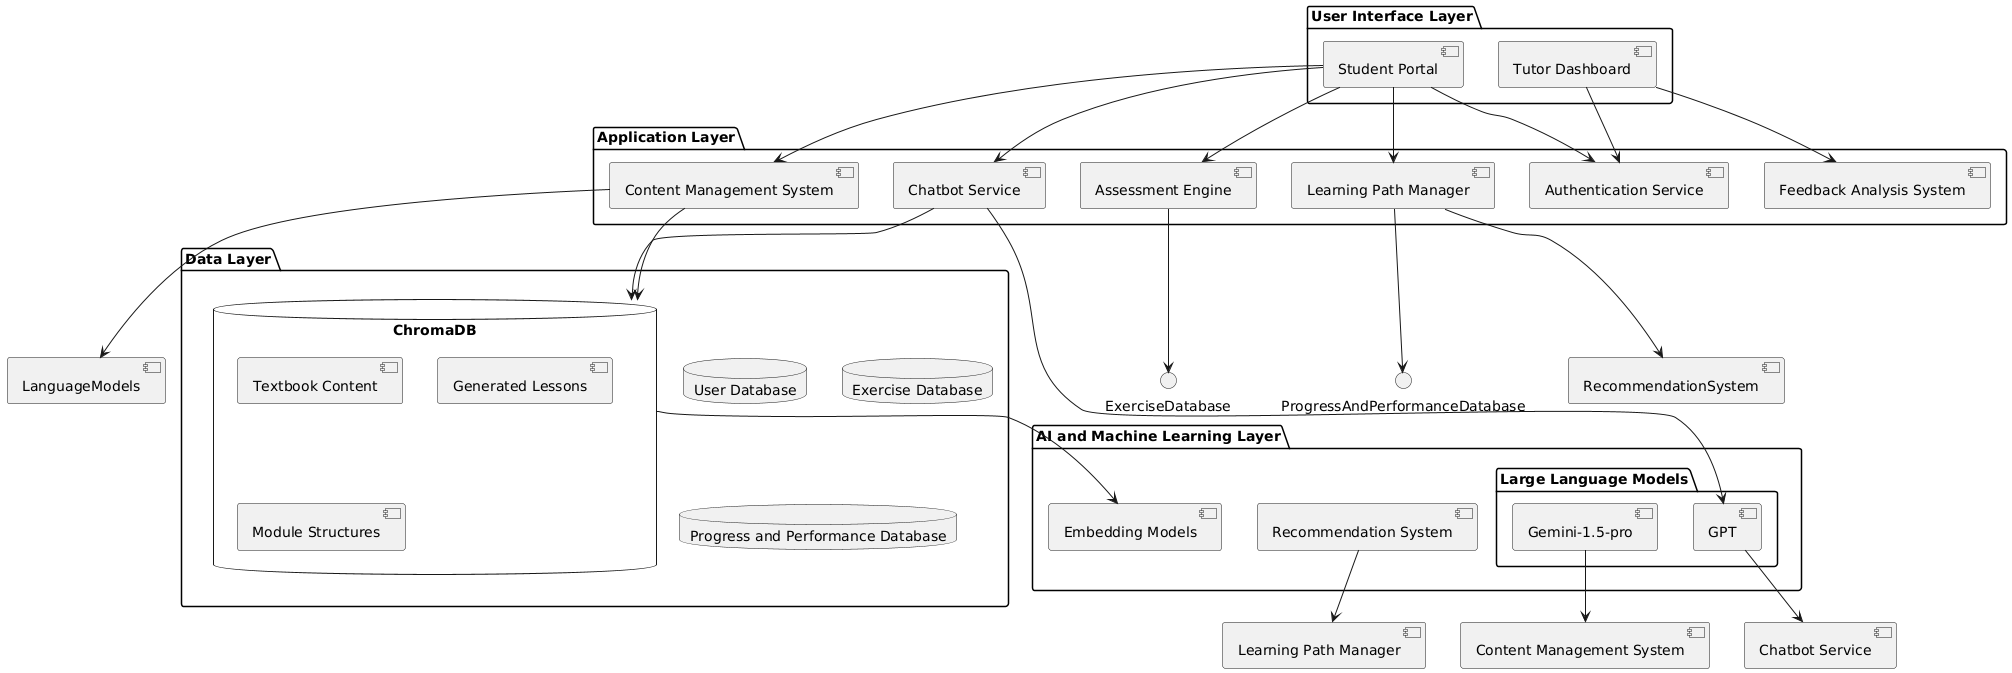 User Interface Layer
Student Portal
Tutor Dashboard
Application Layer
Content Management System
Chatbot Service
Assessment Engine
Learning Path Manager
Authentication Service
Feedback Analysis System
Data Layer
ChromaDB
Textbook Content
Generated Lessons
Module Structures
User Database
Exercise Database
Progress and Performance Database
LanguageModels
ExerciseDatabase
ProgressAndPerformanceDatabase
RecommendationSystem
AI and Machine Learning Layer
Embedding Models
Recommendation System
Large Language Models
Gemini-1.5-pro
GPT
Learning Path Manager
Content Management System
Chatbot Service